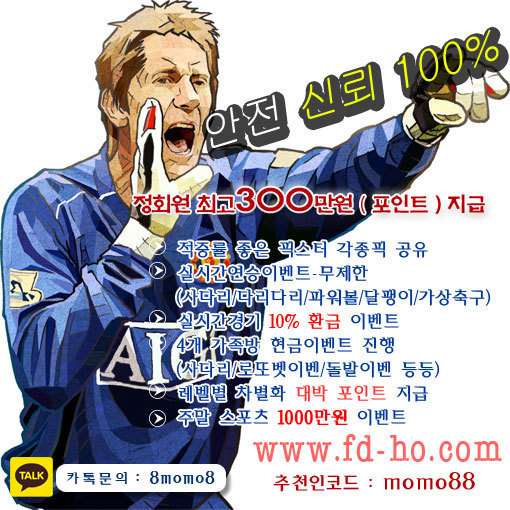 안전 신뢰 100%
정회원 최고300만원 ( 포인트 ) 지급
적중률 좋은 픽스터 각종픽 공유
실시간연승이벤트-무제한
(사다리/다리다리/파워볼/달팽이/가상축구)
실시간경기 10% 환금 이벤트
4개 가족방 현금이벤트 진행
(사다리/로또벳이벤/돌발이벤 등등)
레벨별 차별화 대박 포인트 지급
주말 스포츠 1000만원 이벤트
www.fd-ho.com
TALK
카톡문의 : 8momo8
추천인코드 : momo88
AIG